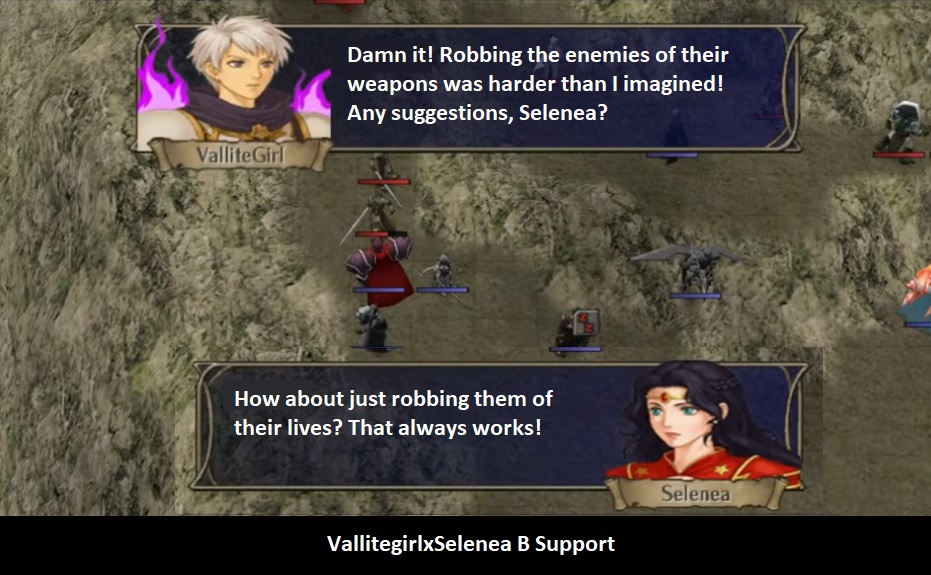 Damn it! Robbing the enemies of their
weapons was harder than I imagined!
Any suggestions, Selenea?
ValliteGirl
How about just robbing them of
their lives? That always works!
Selenea
VallitegirlxSelenea B Support